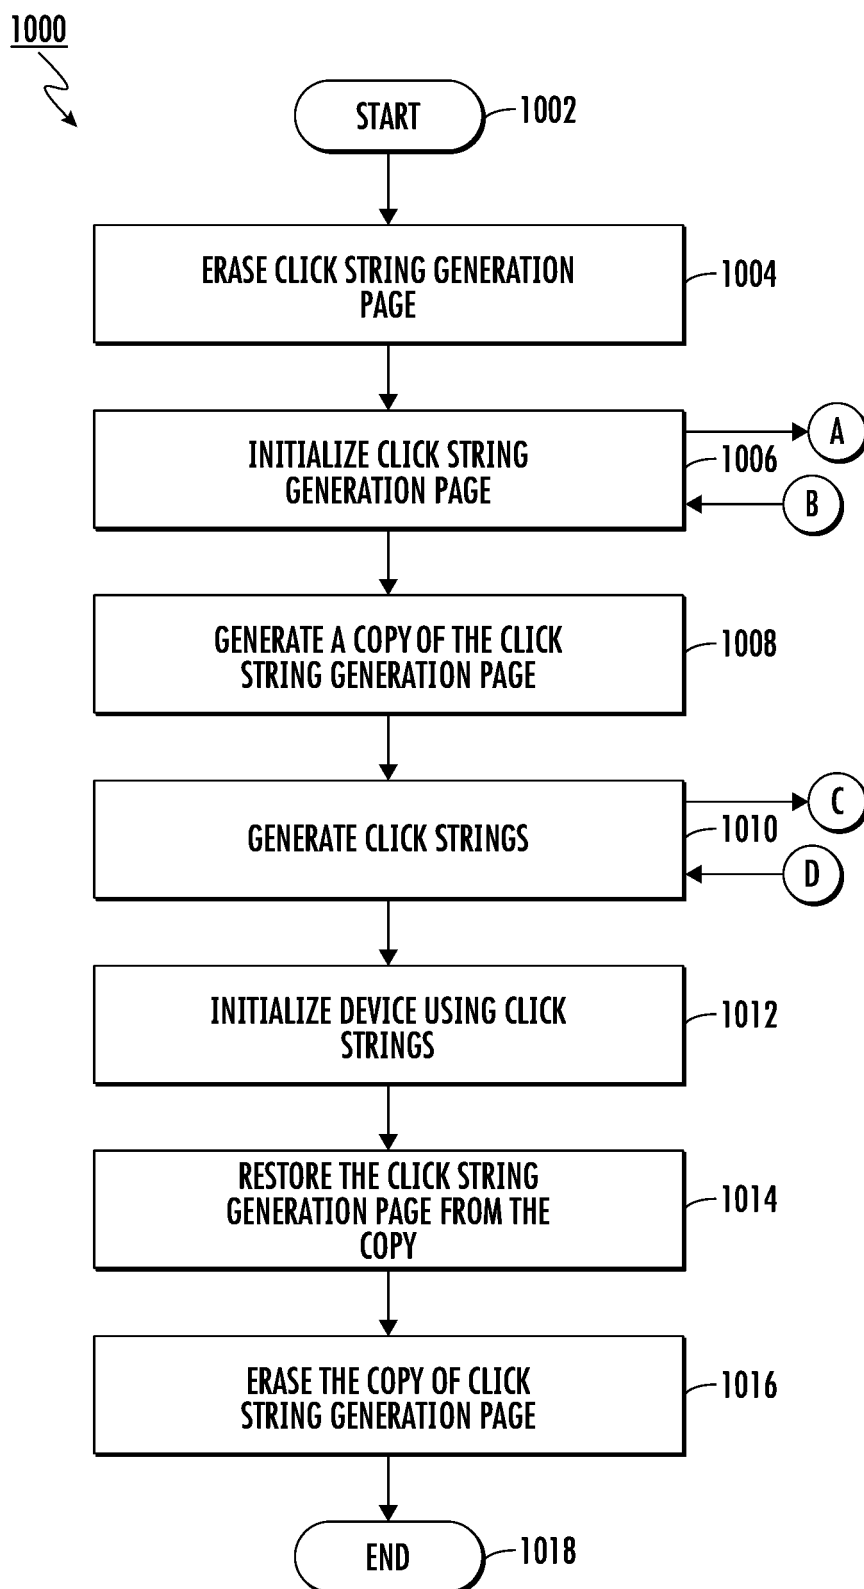 1000
START
1002
ERASE CLICK STRING GENERATION
PAGE
1004
INITIALIZE CLICK STRING
GENERATION PAGE
1006
A
B
GENERATE A COPY OF THE CLICK
STRING GENERATION PAGE
1008
GENERATE CLICK STRINGS
1010
C
D
INITIALIZE DEVICE USING CLICK
STRINGS
1012
RESTORE THE CLICK STRING
GENERATION PAGE FROM THE
COPY
1014
ERASE THE COPY OF CLICK
STRING GENERATION PAGE
1016
END
1018